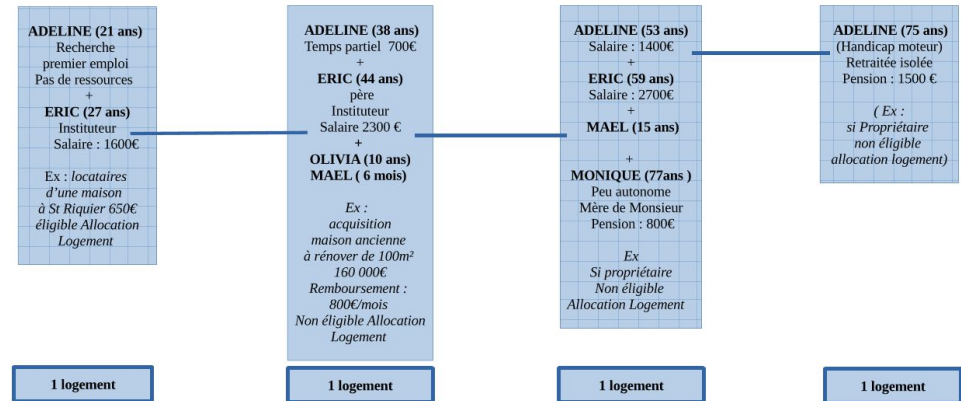 ADELINE (21 ans)
Recherche
premier emploi
Pas de ressources
+
ERIC (27 ans)
Instituteur
Salaire : 1600€
Ex : locataires
d'une maison
à St Riquier 650€
éligible Allocation
Logement
1 logement
ADELINE (38 ans)
Temps partiel 700€
+
ERIC (44 ans)
père
Instituteur
Salaire 2300 €
+
OLIVIA (10 ans)
MAEL ( 6 mois)
Ex :
acquisition
maison ancienne
à rénover de 100m²
160 000€
Remboursement :
800€/mois
Non éligible Allocation
Logement
1 logement
ADELINE (53 ans)
Salaire : 1400€
+
ERIC (59 ans)
Salaire : 2700€
+
MAEL (15 ans)
+
MONIQUE (77ans )
Peu autonome
Mère de Monsieur
Pension : 800€
Ex
Si propriétaire
Non éligible
Allocation Logement
1 logement
ADELINE (75 ans)
(Handicap moteur)
Retraitée isolée
Pension : 1500 €
( Ex :
si Propriétaire
non éligible
allocation logement)
1 logement